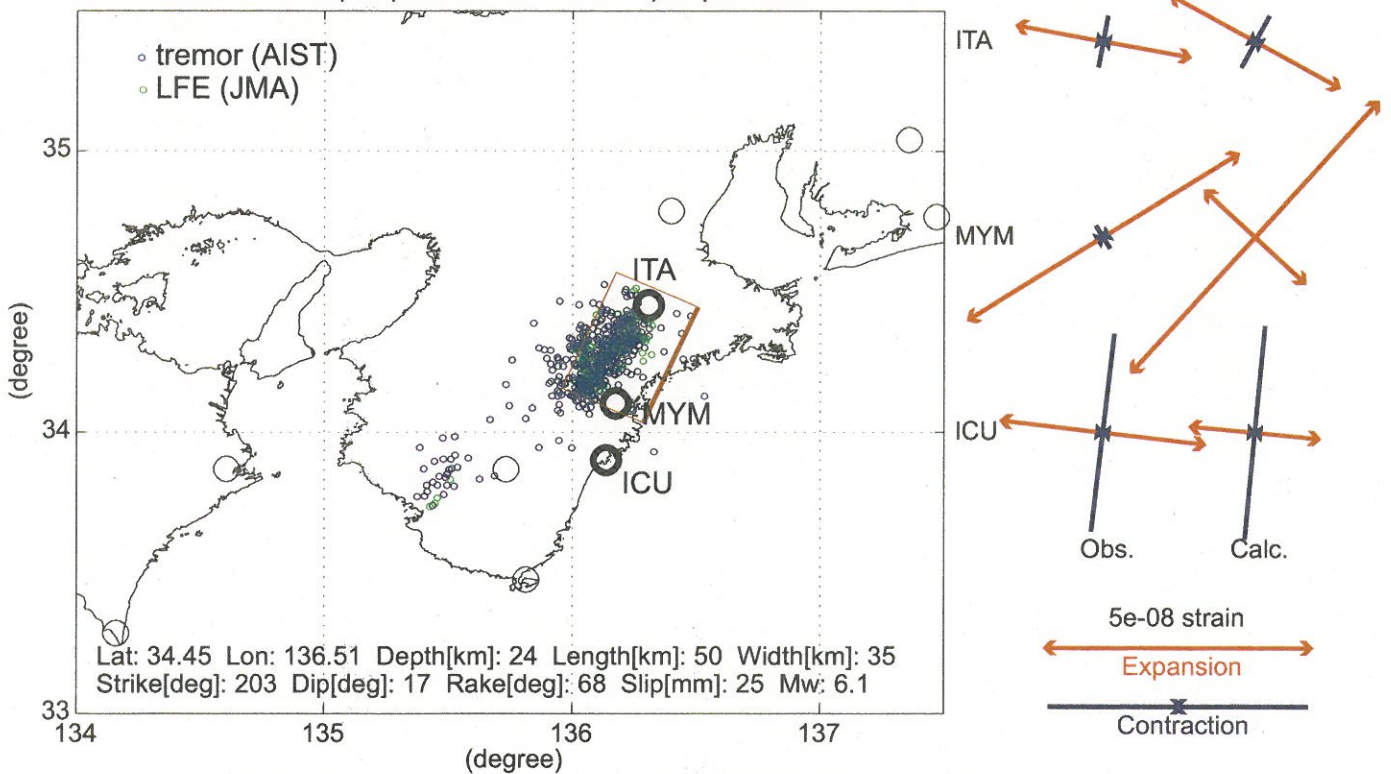 tremor (AIST)
LFE (JMA)
35
34
33
(degree)
134
135
136
137
(degree)
ITA
MYM
ICU
Lat: 34.45 Lon: 136.51 Depth[km]: 24 Length[km]: 50 Width[km]: 35
Strike[deg]: 203 Dip[deg]: 17 Rake[deg]: 68 Slip[mm]: 25 Mw: 6.1
ITA
MYM
ICU
Obs.
Calc.
5e-08 strain
Expansion
Contraction